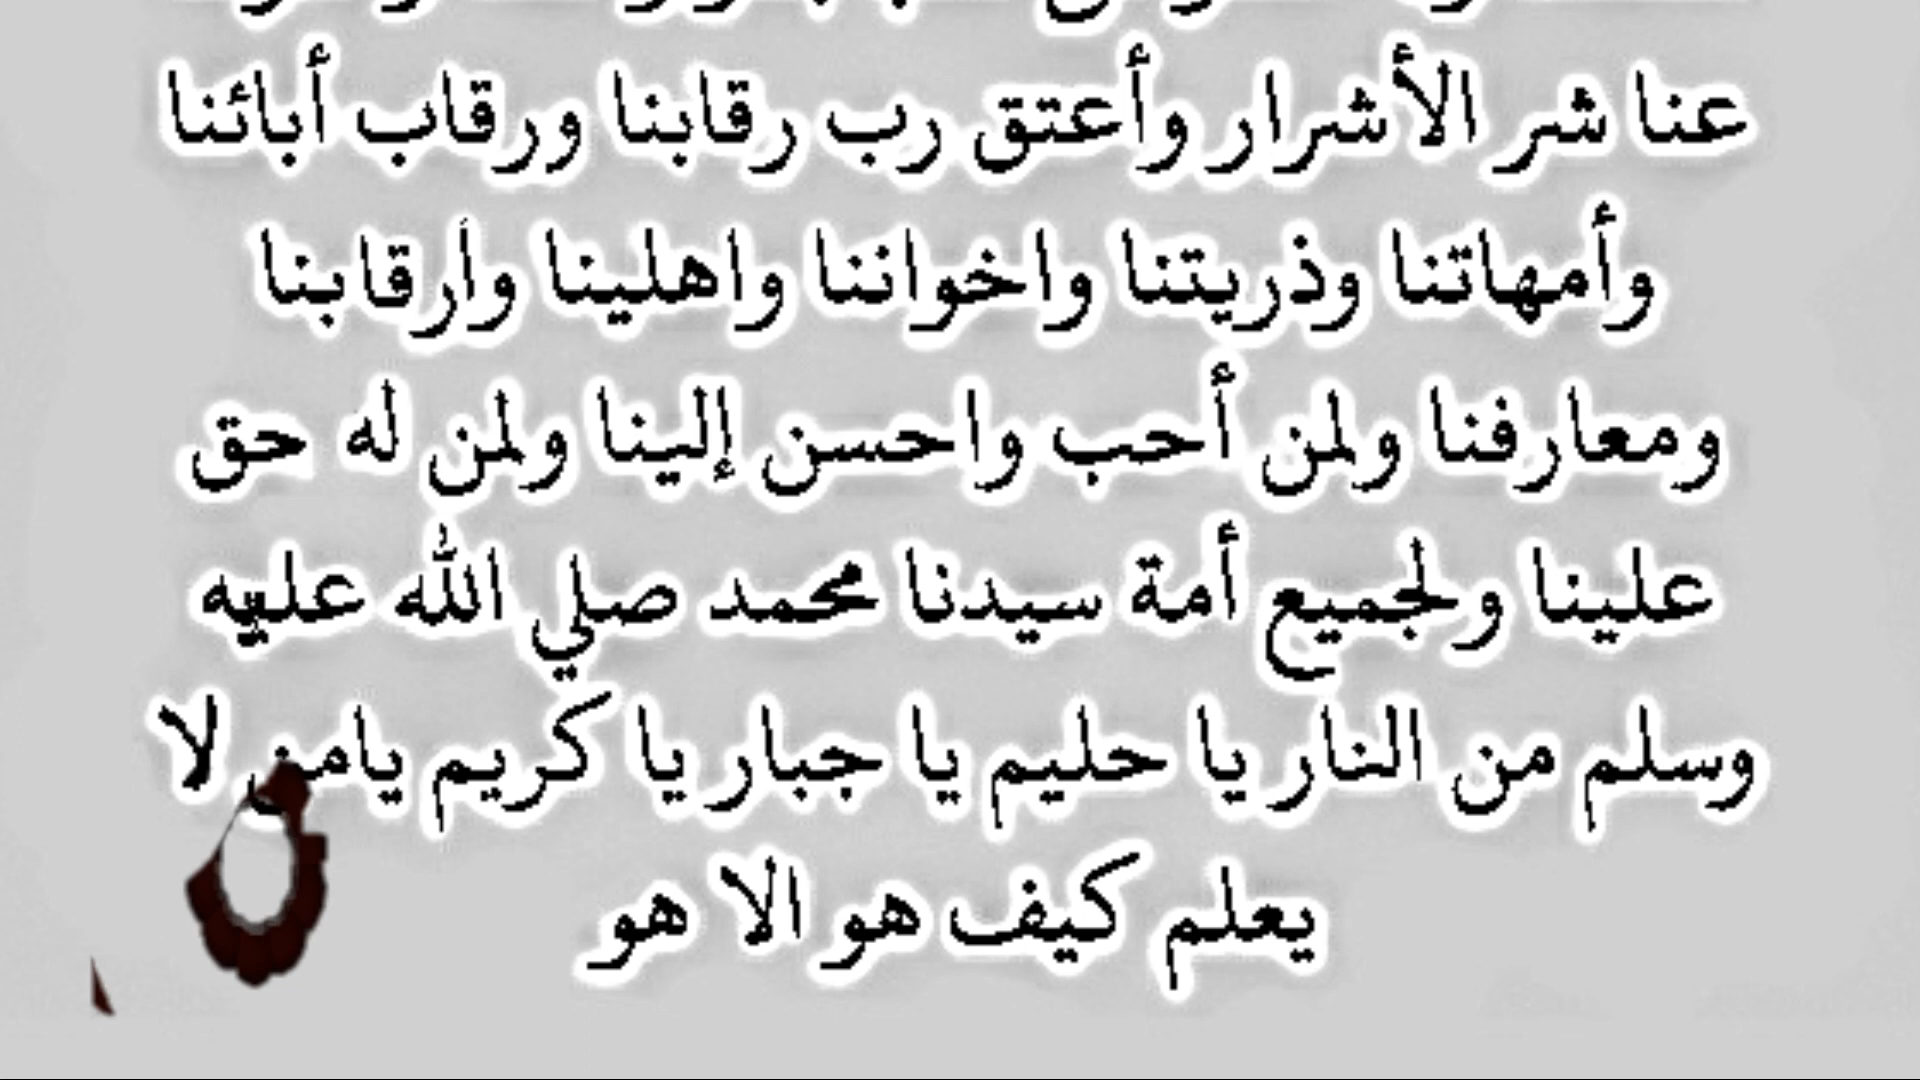 عنا شر الأشرار وأعتق رب رقابنا ورقاب أبائنا
وأمهاتنا وذريتنا واخواننا واهلينا وأرقابنا
ومعارفنا ولمن أحب واحسن إلينا ولمن له حق
علينا ولجميع أمة سيدنا محمد صلي الله عليه
وسلم من النار يا حليم يا جبار يا كريم يامن لا
يعلم كيف هو الا هو